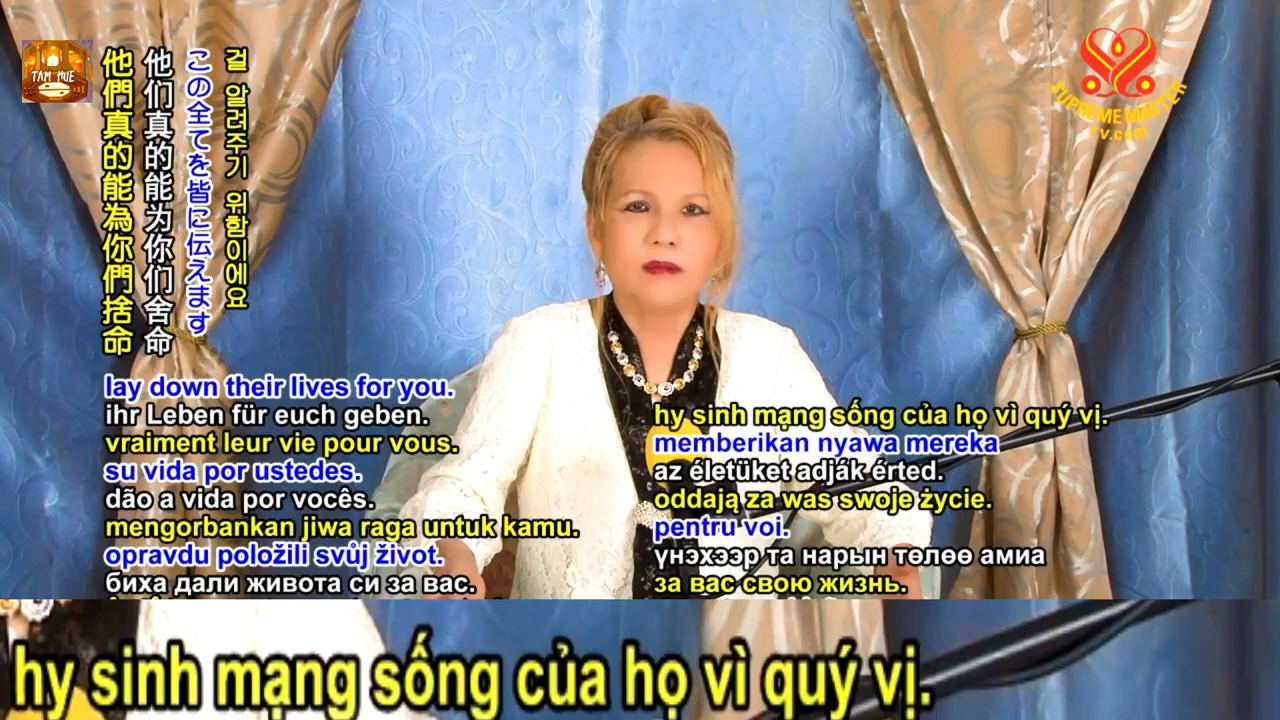 TAM HUE
SUPREME MASTER
TV.com
他們真的能為你們捨命
他们真的能为你们舍命
この全てを皆に伝えます
걸 알려주기 위함이에요
lay down their lives for you.
ihr Leben für euch geben.
vraiment leur vie pour vous.
su vida por ustedes.
dão a vida por vocês.
mengorbankan jiwa raga untuk kamu.
opravdu položili svůj život.
биха дали живота си за вас.
hy sinh mạng sống của họ vì quý vị.
memberikan nyawa mereka
az életüket adják érted.
oddają za was swoje życie.
pentru voi.
үнэхээр та нарын төлөө амиа
за вас свою жизнь.
hy sinh mạng sống của họ vì quý vị.